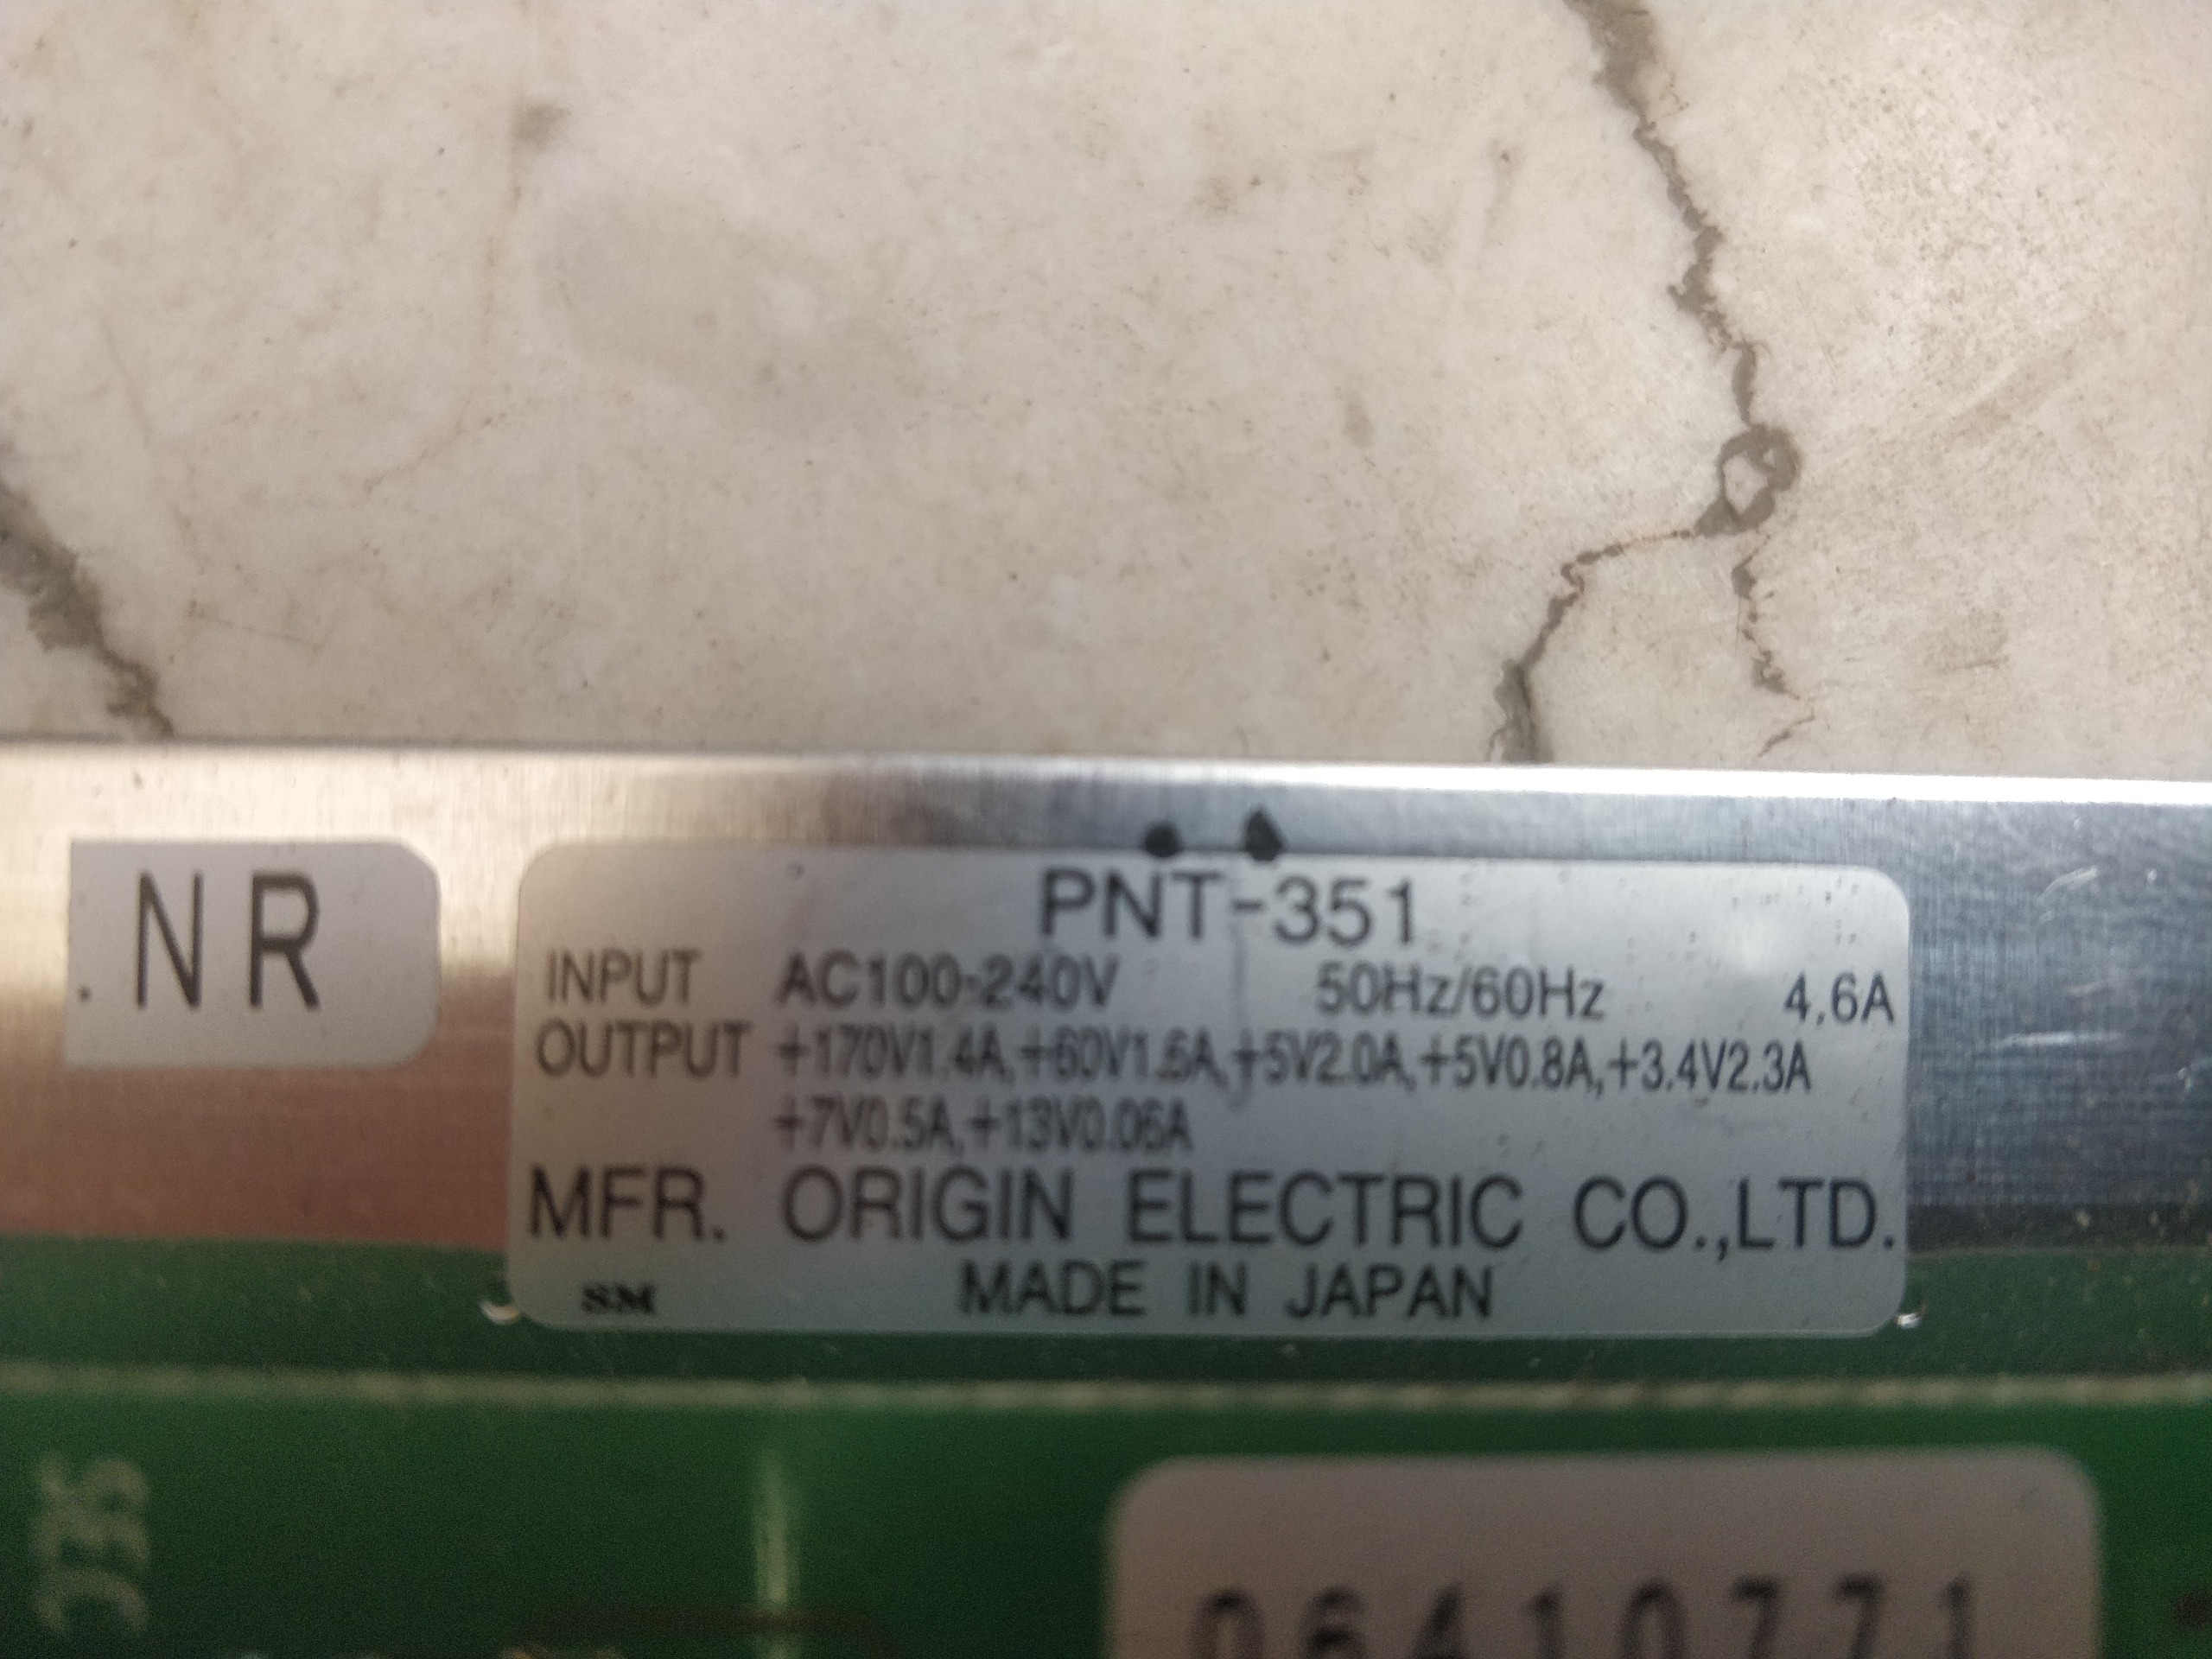 NR
PNT-351
INPUT AC100-240V 50Hz/60Hz 4.6A
OUTPUT +170V1.4A,+60V1.6A,+5V2.0A,+5V0.8A,+3.4V2.3A
+7V0.5A,+13V0.06A
MFR. ORIGIN ELECTRIC CO.,LTD.
SM MADE IN JAPAN
06410771